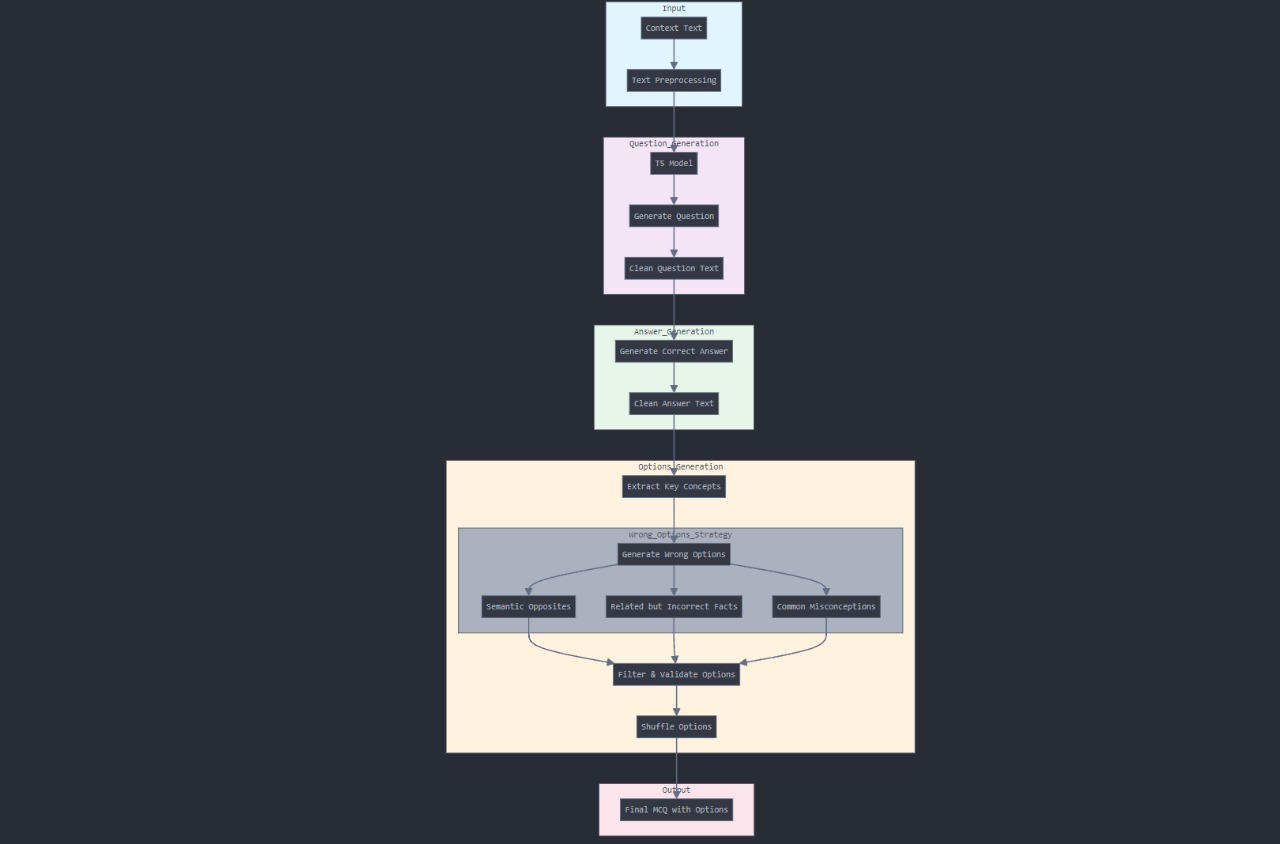 Input
Context Text
Text Preprocessing
Question_Generation
T5 Model
Generate Question
Clean Question Text
Answer_Generation
Generate Correct Answer
Clean Answer Text
Options_Generation
Extract Key Concepts
Wrong_Options_Strategy
Generate Wrong Options
Semantic Opposites
Related but Incorrect Facts
Common Misconceptions
Filter & Validate Options
Shuffle Options
Output
Final MCQ with Options